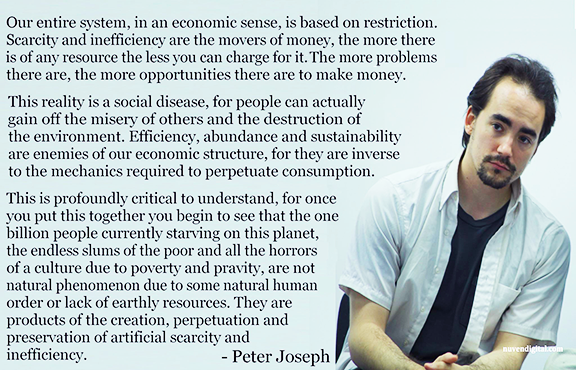 Our entire system, in an economic sense, is based on restriction.
Scarcity and inefficiency are the movers of money, the more there
is of any resource the less you can charge for it. The more problems
there are, the more opportunities there are to make money.
This reality is a social disease, for people can actually
gain off the misery of others and the destruction of
the environment. Efficiency, abundance and sustainability
are enemies of our economic structure, for they are inverse
to the mechanics required to perpetuate consumption.
This is profoundly critical to understand, for once
you put this together you begin to see that the one
billion people currently starving on this planet,
the endless slums of the poor and all the horrors
of a culture due to poverty and pravity, are not
natural phenomenon due to some natural human
order or lack of earthly resources. They are
products of the creation, perpetuation and
preservation of artificial scarcity and
inefficiency.
- Peter Joseph
nuvendigital.com